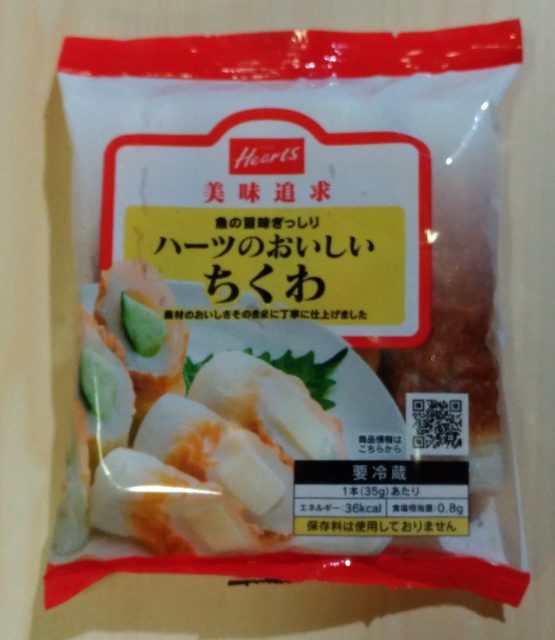 Hearts
美味追求
魚の旨味ぎっしり
ハーツのおいしい
ちくわ
素材のおいしさそのままに丁寧に仕上げました
商品情報は
こちらから
要冷蔵
1本(35g)あたり
エネルギー 36kcal 食塩相当量 0.8g
保存料は使用しておりません